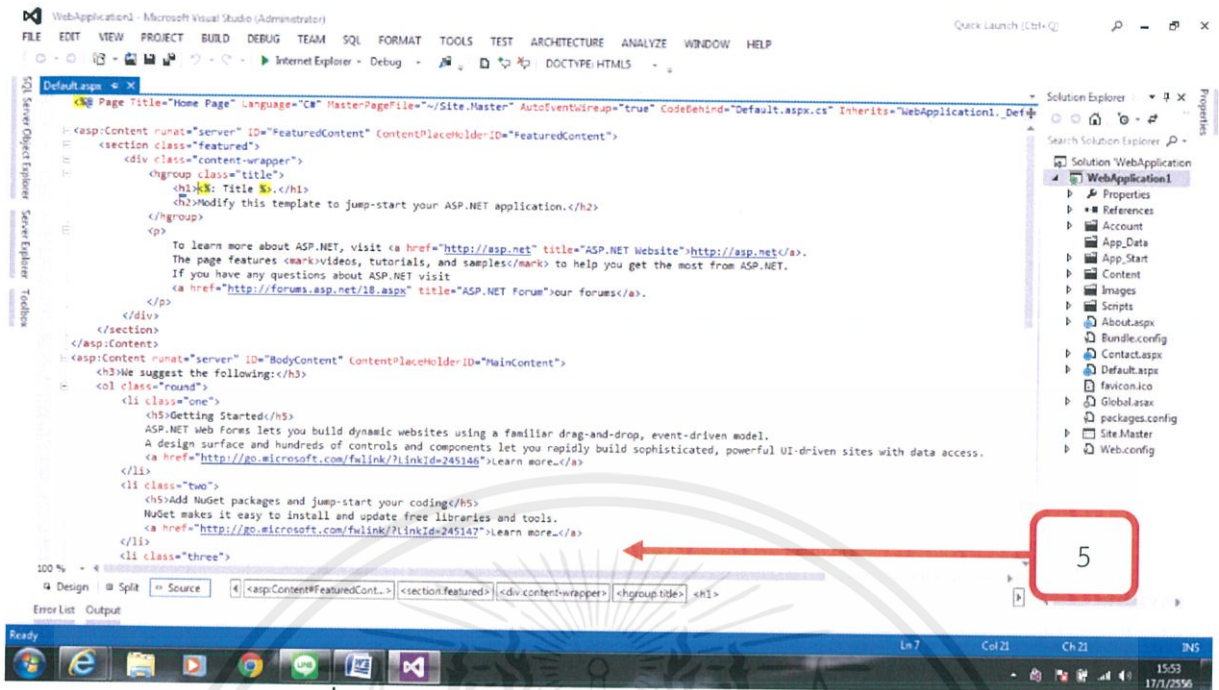 WebApplication1 - Microsoft Visual Studio (Administrator)
Quick Launch (Ctrl+Q)
FILE EDIT VIEW PROJECT BUILD DEBUG TEAM SQL FORMAT TOOLS TEST ARCHITECTURE ANALYZE WINDOW HELP
Internet Explorer - Debug DOCTYPE: HTML5
SQL Server Object Explorer
Server Explorer
Toolbox
Default.aspx
<%@ Page Title="Home Page" Language="C#" MasterPageFile="~/Site.Master" AutoEventWireup="true" CodeBehind="Default.aspx.cs" Inherits="WebApplication1._Def
<asp:Content runat="server" ID="FeaturedContent" ContentPlaceHolderID="FeaturedContent">
<section class="featured">
<div class="content-wrapper">
<hgroup class="title">
<h1><%: Title %>.</h1>
<h2>Modify this template to jump-start your ASP.NET application.</h2>
</hgroup>
<p>
To learn more about ASP.NET, visit <a href="http://asp.net" title="ASP.NET Website">http://asp.net</a>.
The page features <mark>videos, tutorials, and samples</mark> to help you get the most from ASP.NET.
If you have any questions about ASP.NET visit
<a href="http://forums.asp.net/18.aspx" title="ASP.NET Forum">our forums</a>.
</p>
</div>
</section>
</asp:Content>
<asp:Content runat="server" ID="BodyContent" ContentPlaceHolderID="MainContent">
<h3>We suggest the following:</h3>
<ol class="round">
<li class="one">
<h5>Getting Started</h5>
ASP.NET Web Forms lets you build dynamic websites using a familiar drag-and-drop, event-driven model.
A design surface and hundreds of controls and components let you rapidly build sophisticated, powerful UI-driven sites with data access.
<a href="http://go.microsoft.com/fwlink/?LinkId=245146">Learn more…</a>
</li>
<li class="two">
<h5>Add NuGet packages and jump-start your coding</h5>
NuGet makes it easy to install and update free libraries and tools.
<a href="http://go.microsoft.com/fwlink/?LinkId=245147">Learn more…</a>
</li>
<li class="three">
100 %
Design Split Source <asp:Content#FeaturedCont...> <section.featured> <div.content-wrapper> <hgroup.title> <h1>
Error List Output
Solution Explorer
Properties
Search Solution Explorer
Solution 'WebApplication
WebApplication1
Properties
References
Account
App_Data
App_Start
Content
Images
Scripts
About.aspx
Bundle.config
Contact.aspx
Default.aspx
favicon.ico
Global.asax
packages.config
Site.Master
Web.config
5
Ready Ln 7 Col 21 Ch 21 INS
LINE
15:53
17/1/2556